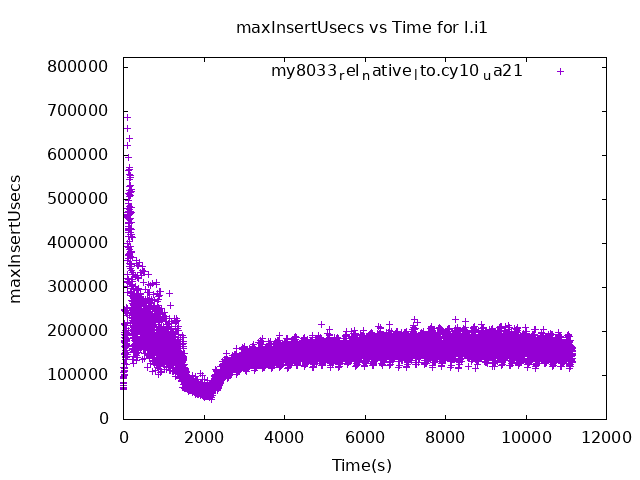 maxInsertUsecs vs Time for l.i1
my8033relnative_lto.cy10_ua21
maxInsertUsecs
800000
700000
600000
500000
400000
300000
200000
100000
0
0 2000 4000 6000 8000 10000 12000
Time(s)